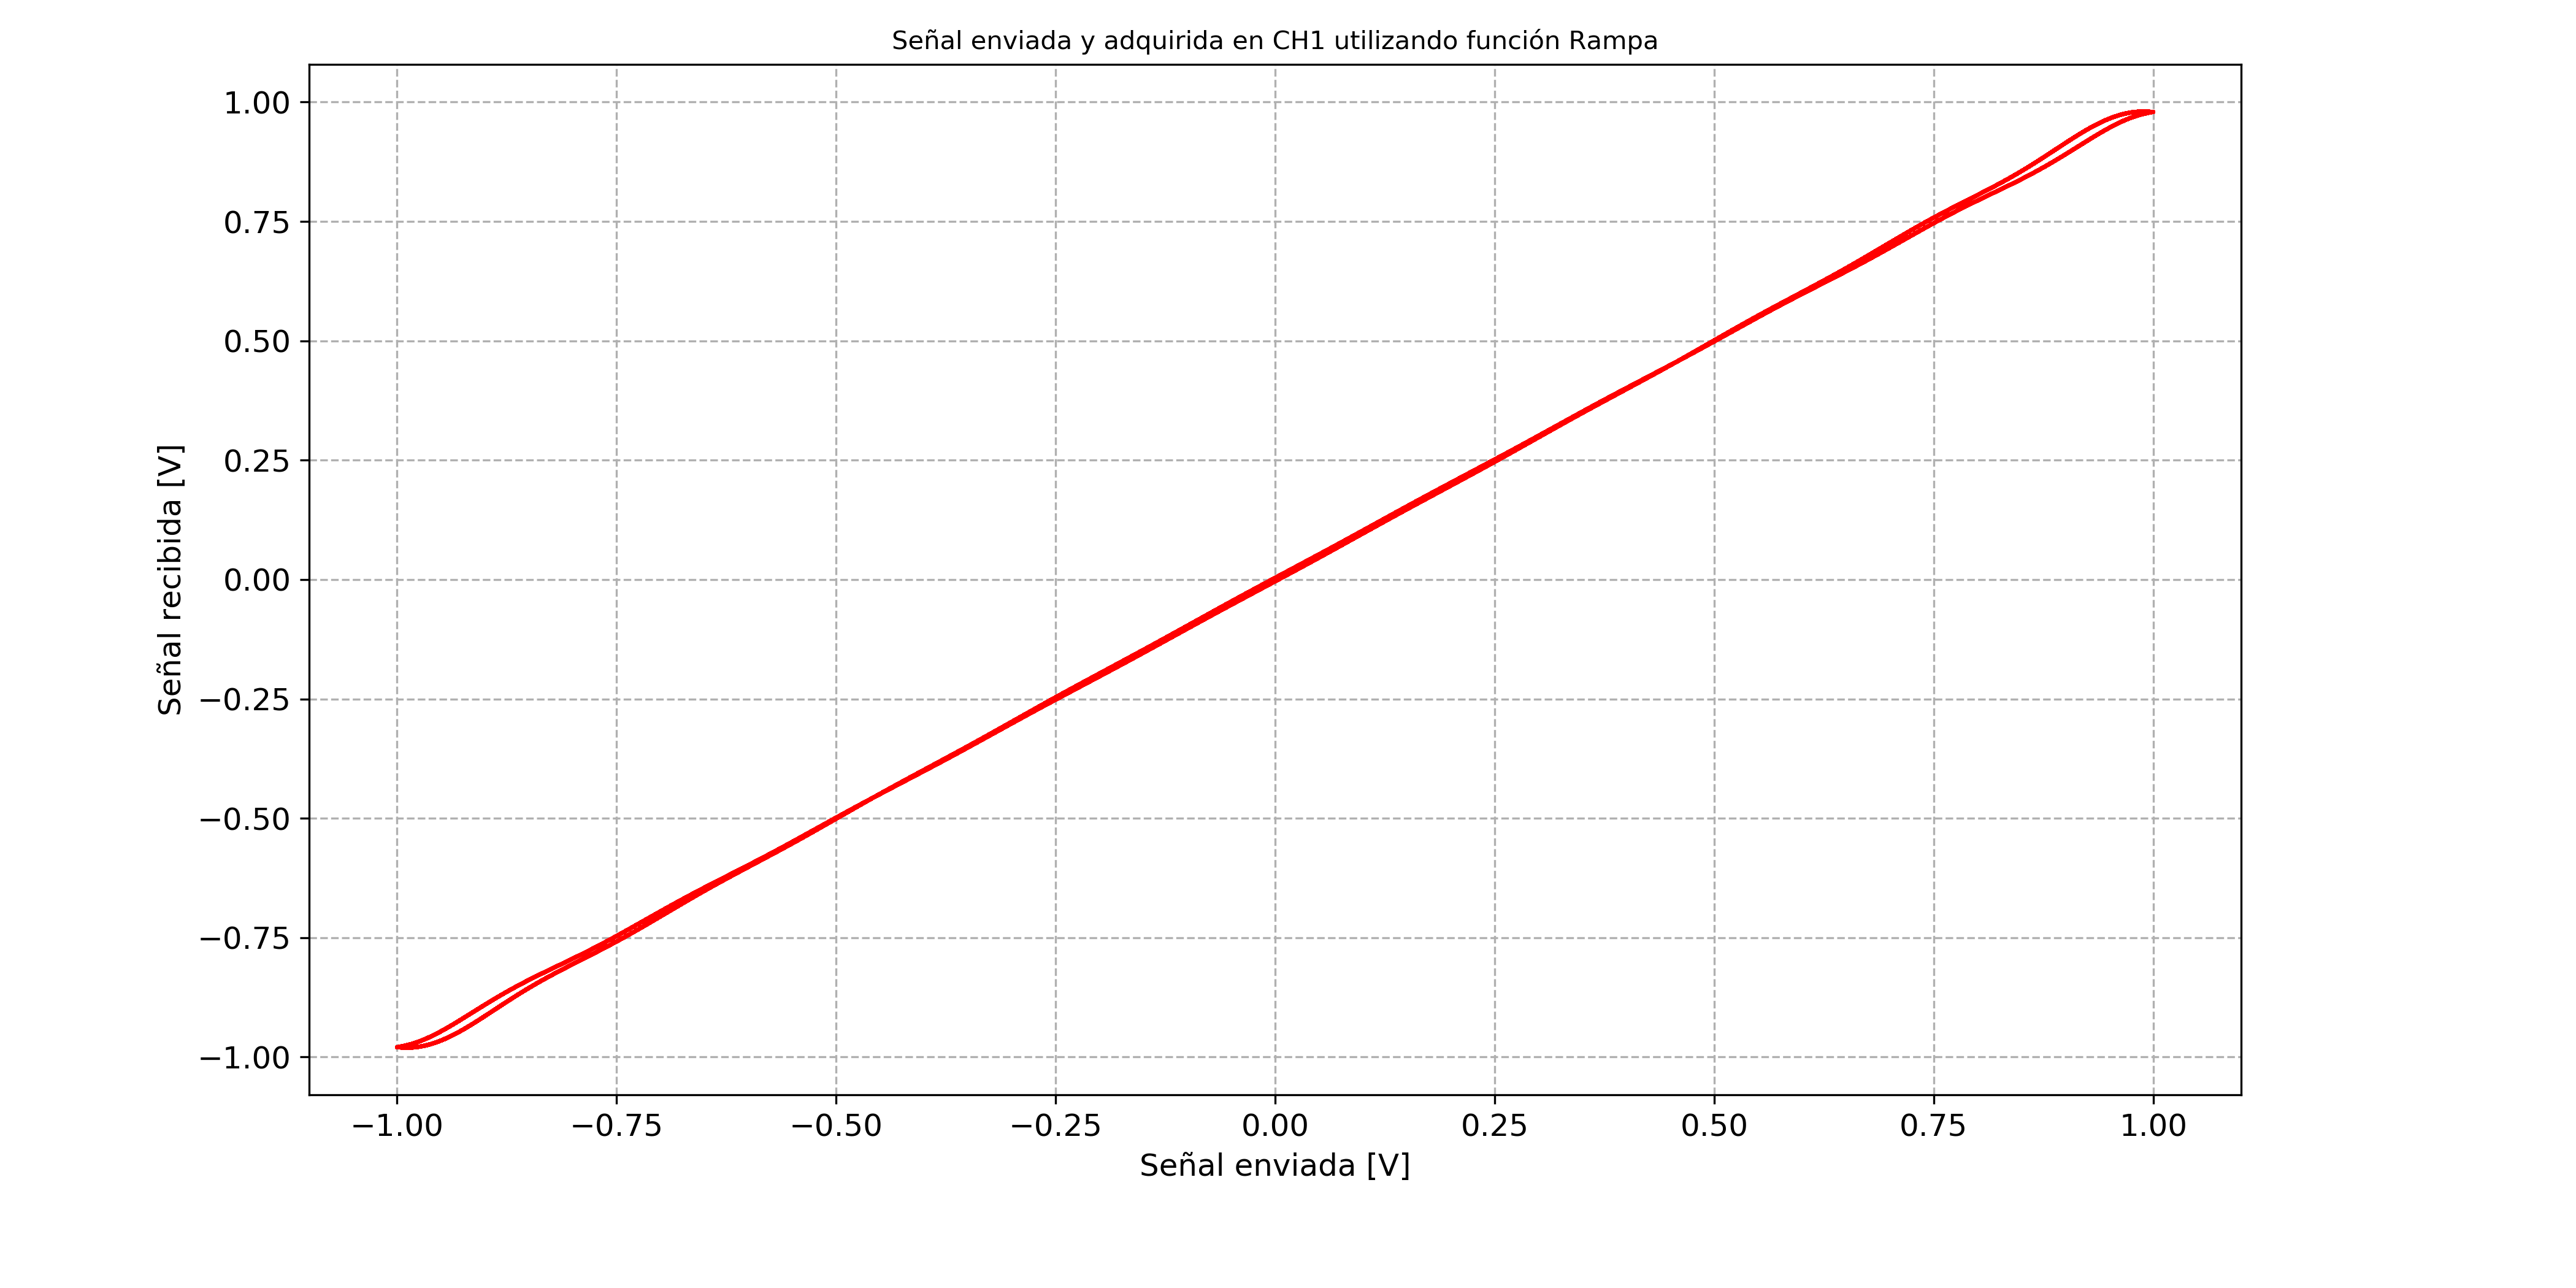 Señal enviada y adquirida en CH1 utilizando función Rampa
1.00
0.75
0.50
0.25
0.00
−0.25
−0.50
−0.75
−1.00
Señal recibida [V]
−1.00 −0.75 −0.50 −0.25 0.00 0.25 0.50 0.75 1.00
Señal enviada [V]